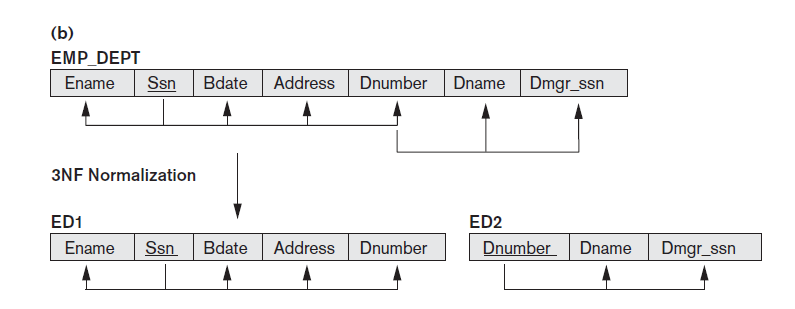 (b)
EMP_DEPT
Ename Ssn Bdate Address Dnumber Dname Dmgr_ssn
3NF Normalization
ED1
Ename Ssn Bdate Address Dnumber
ED2
Dnumber Dname Dmgr_ssn